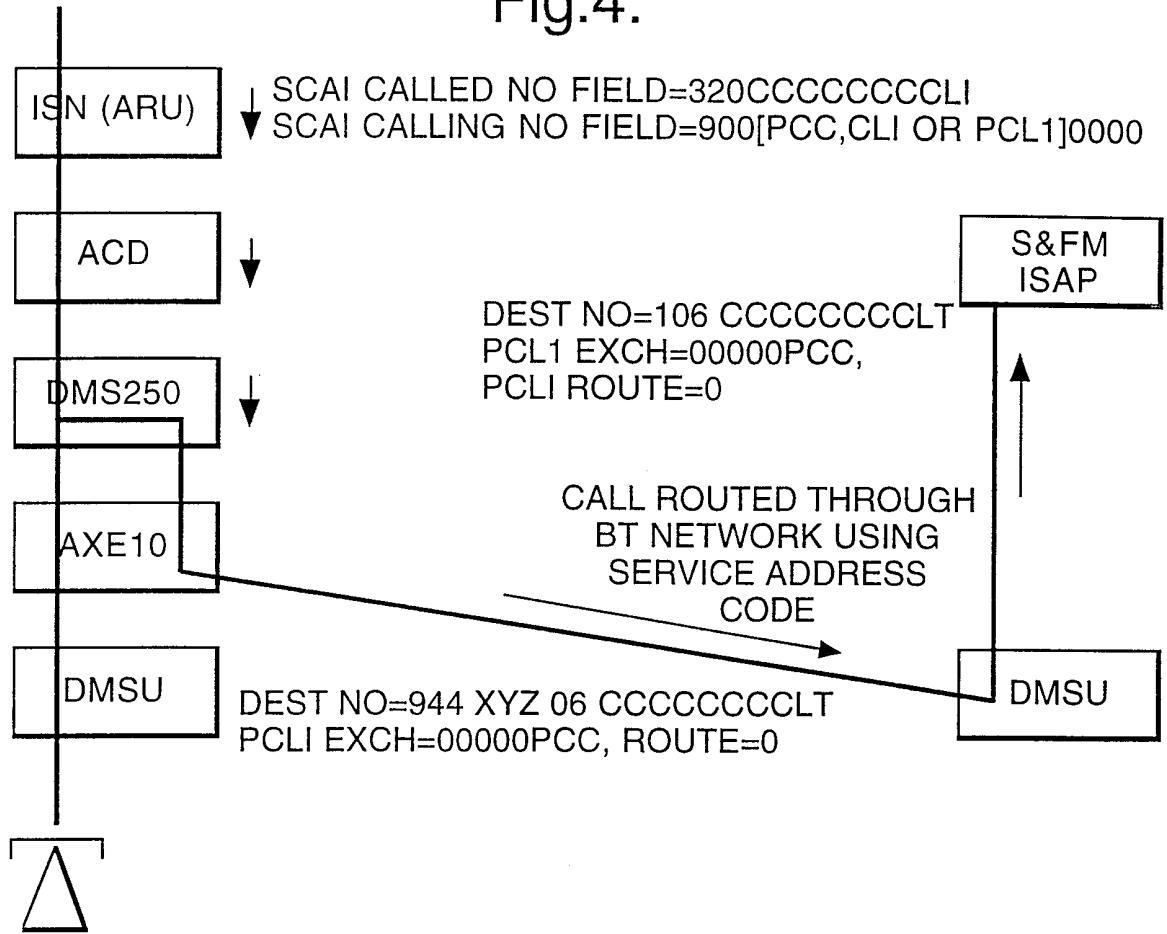 Fig.4.
ISN (ARU)
SCAI CALLED NO FIELD=320CCCCCCCCCLI
SCAI CALLING NO FIELD=900[PCC,CLI OR PCL1]0000
ACD
S&FM
ISAP
DEST NO=106 CCCCCCCCCLT
PCL1 EXCH=00000PCC,
PCLI ROUTE=0
DMS250
CALL ROUTED THROUGH
BT NETWORK USING
SERVICE ADDRESS
CODE
AXE10
DMSU
DMSU
DEST NO=944 XYZ 06 CCCCCCCCLT
PCLI EXCH=00000PCC, ROUTE=0